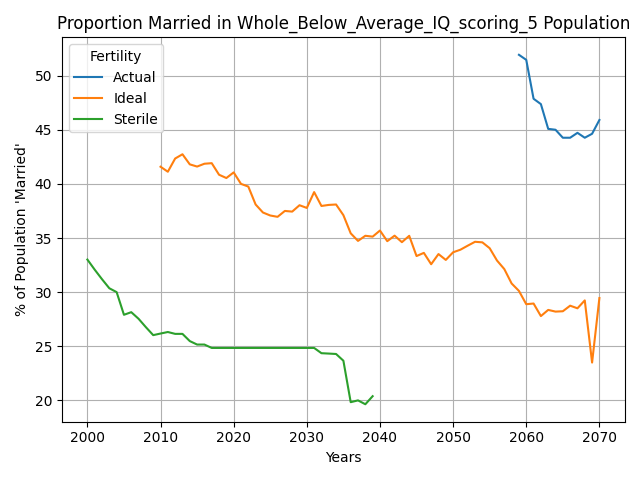 Proportion Married in Whole_Below_Average_IQ_scoring_5 Population
Fertility
Actual
Ideal
Sterile
% of Population 'Married'
50
45
40
35
30
25
20
2000 2010 2020 2030 2040 2050 2060 2070
Years